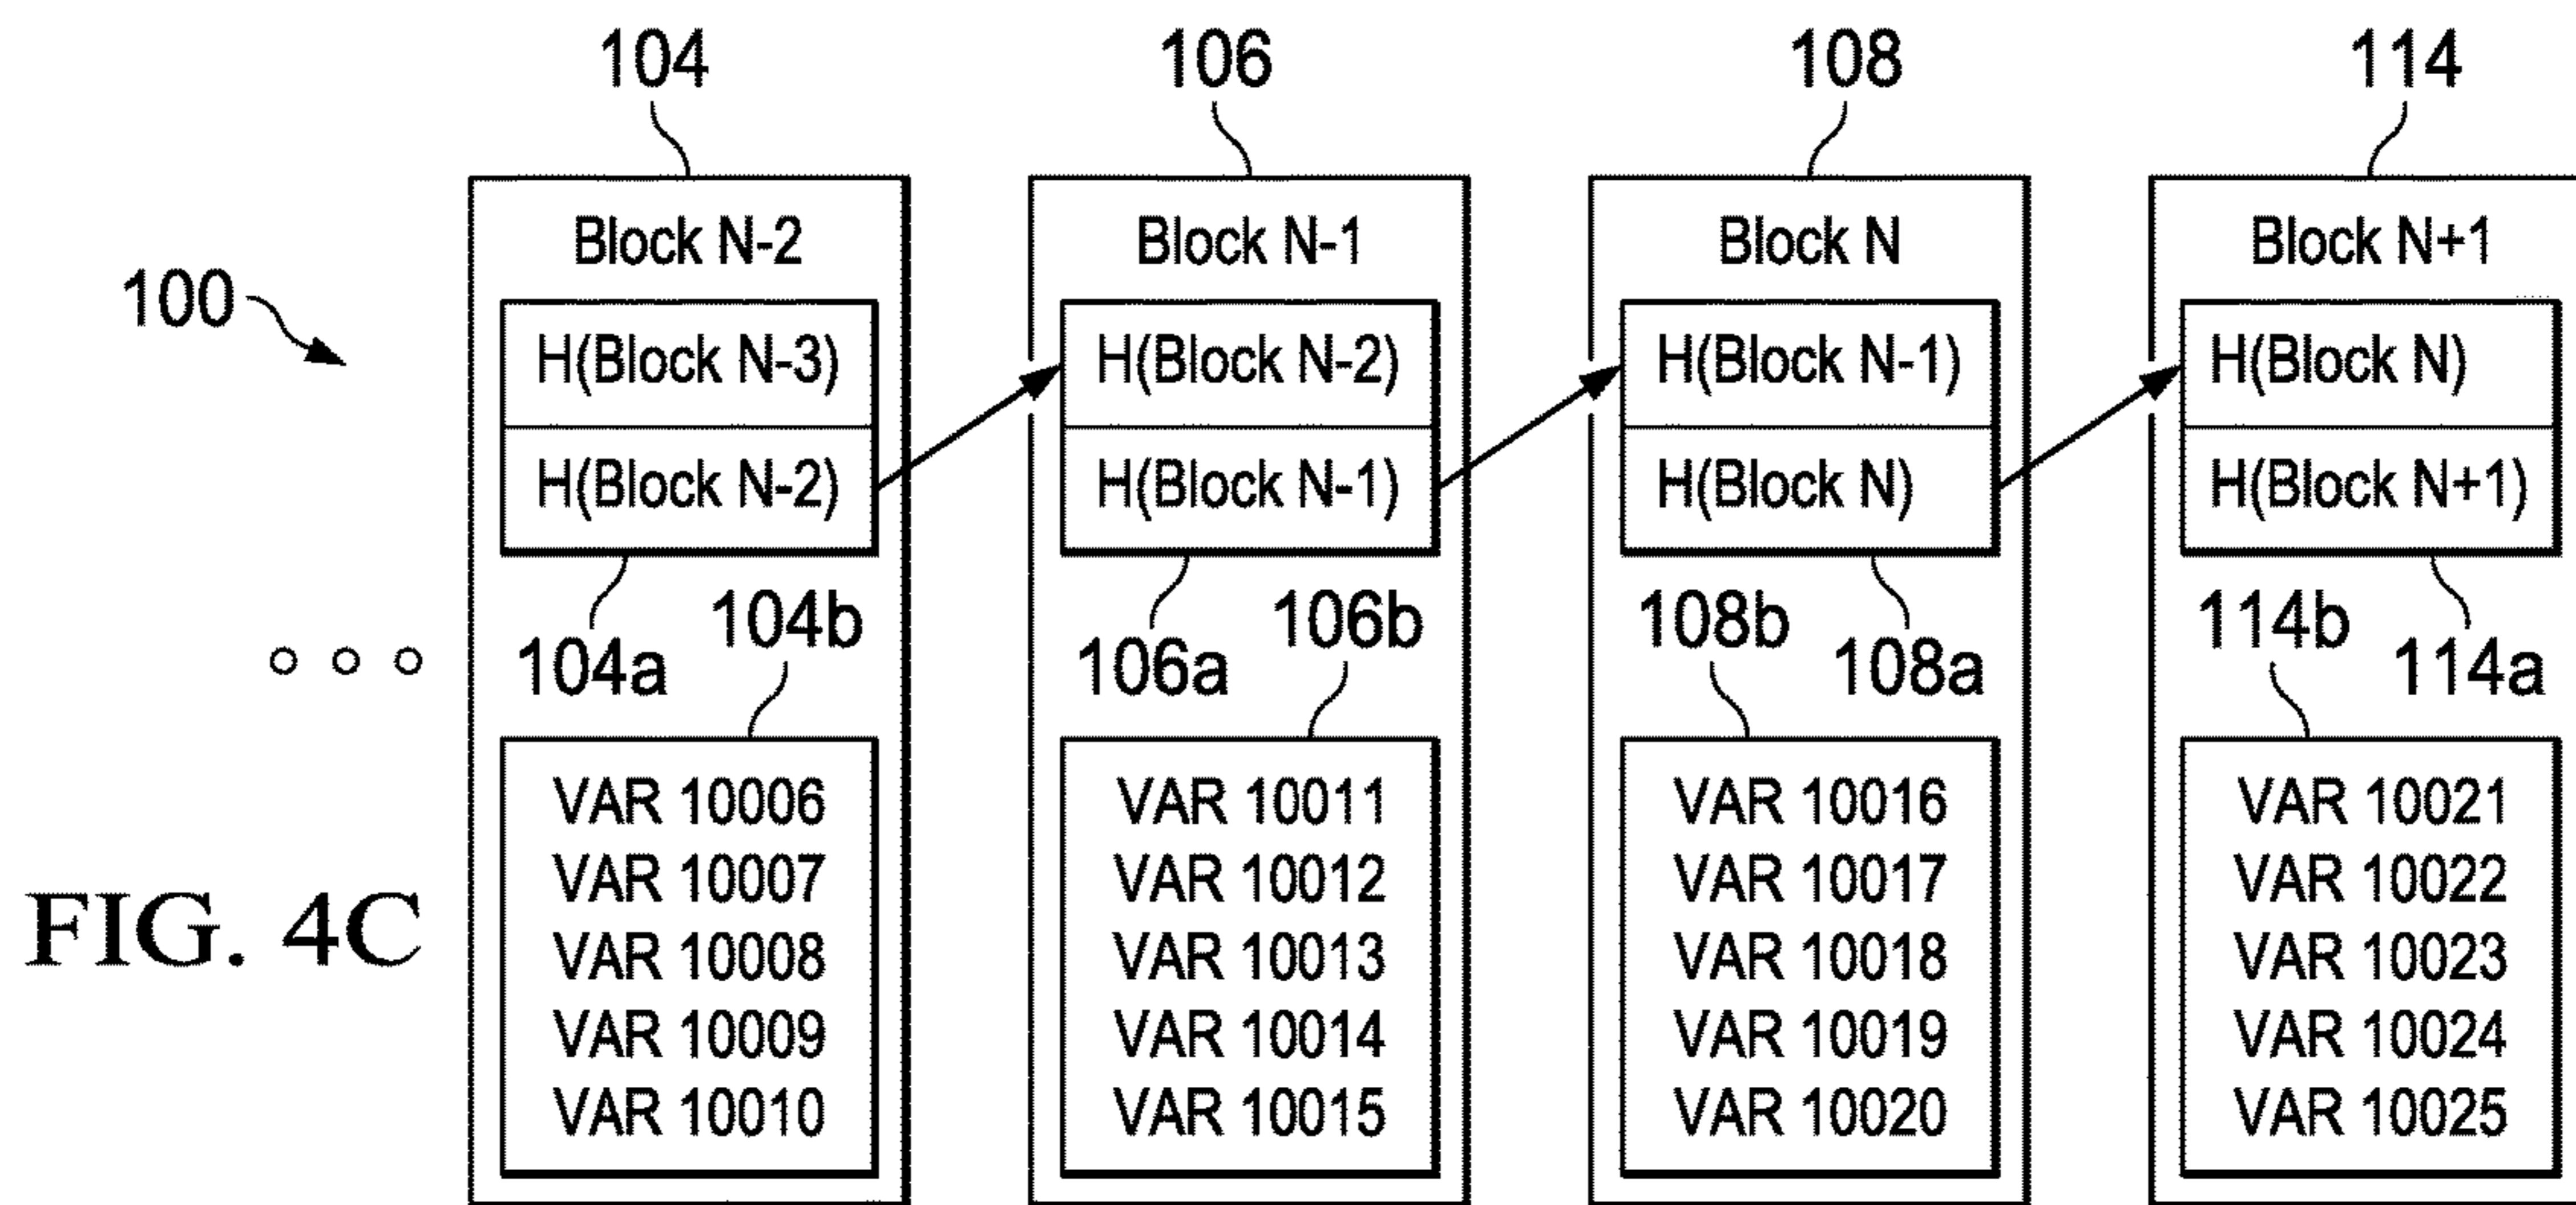 104
106
108
114
100
Block N-2
H(Block N-3)
H(Block N-2)
104a
104b
VAR 10006
VAR 10007
VAR 10008
VAR 10009
VAR 10010
Block N-1
H(Block N-2)
H(Block N-1)
106a
106b
VAR 10011
VAR 10012
VAR 10013
VAR 10014
VAR 10015
Block N
H(Block N-1)
H(Block N)
108b
108a
VAR 10016
VAR 10017
VAR 10018
VAR 10019
VAR 10020
Block N+1
H(Block N)
H(Block N+1)
114b
114a
VAR 10021
VAR 10022
VAR 10023
VAR 10024
VAR 10025
FIG. 4C